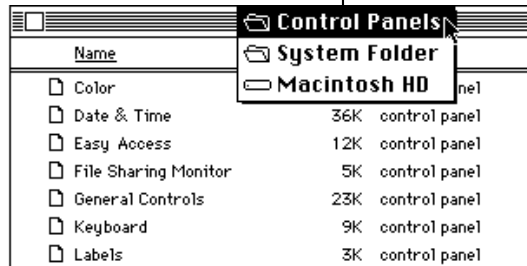 Control Panels
System Folder
Name
Macintosh HD
Color nel
Date & Time 36K control panel
Easy Access 12K control panel
File Sharing Monitor 5K control panel
General Controls 23K control panel
Keyboard 9K control panel
Labels 3K control panel